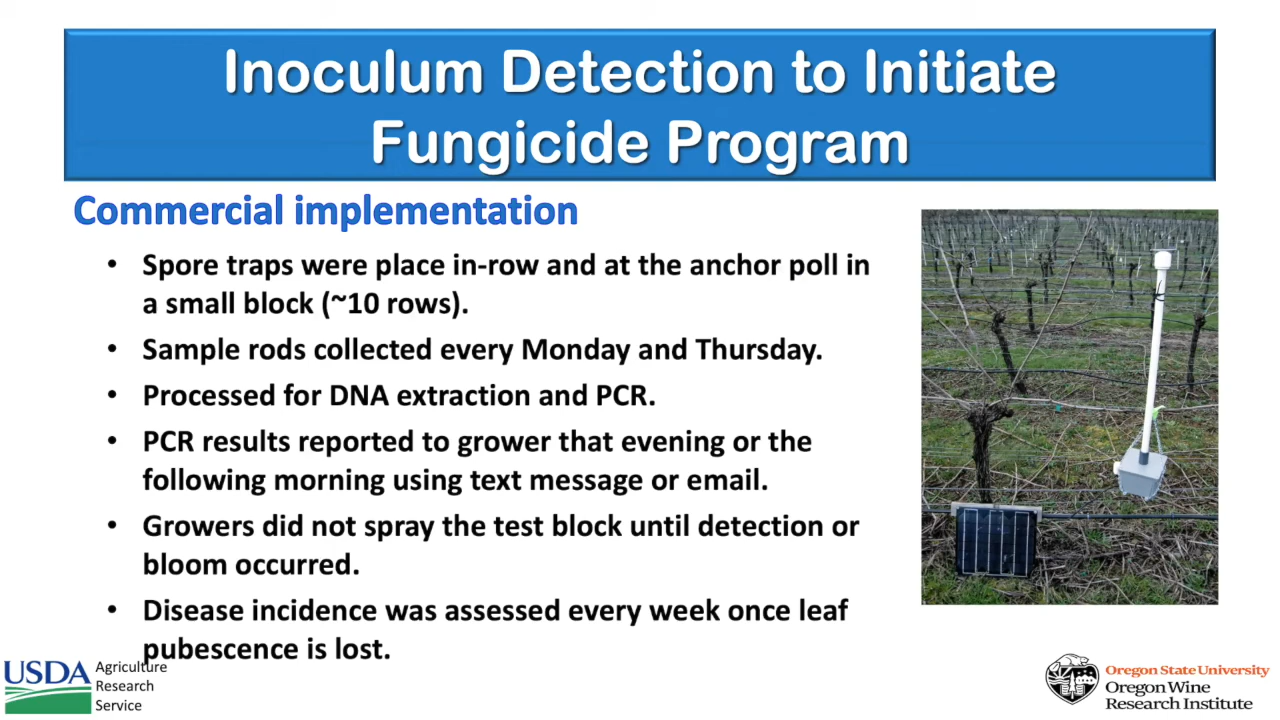 Inoculum Detection to Initiate
Fungicide Program
Commercial implementation
• Spore traps were place in-row and at the anchor poll in
a small block (~10 rows).
• Sample rods collected every Monday and Thursday.
• Processed for DNA extraction and PCR.
• PCR results reported to grower that evening or the
following morning using text message or email.
• Growers did not spray the test block until detection or
bloom occurred.
• Disease incidence was assessed every week once leaf
pubescence is lost.
USDA
Agriculture
Research
Service
Oregon State University
Oregon Wine
Research Institute